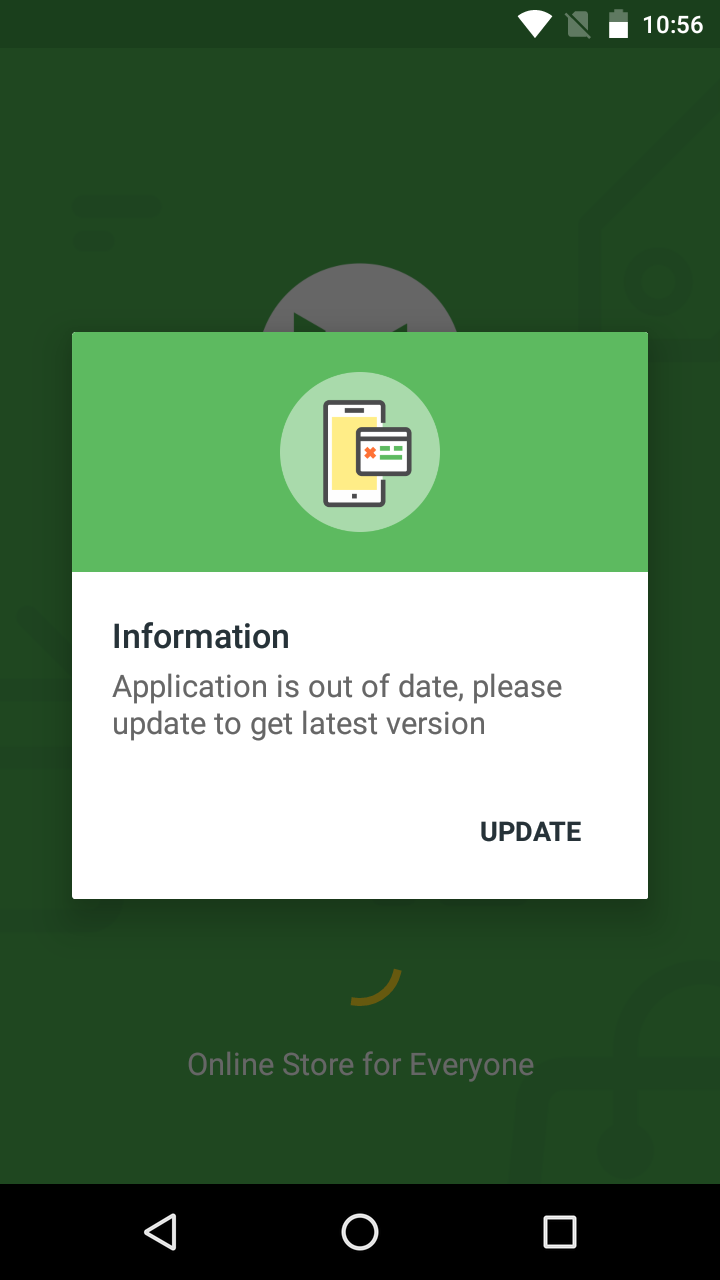 10:56
Information
Application is out of date, please
update to get latest version
UPDATE
Online Store for Everyone